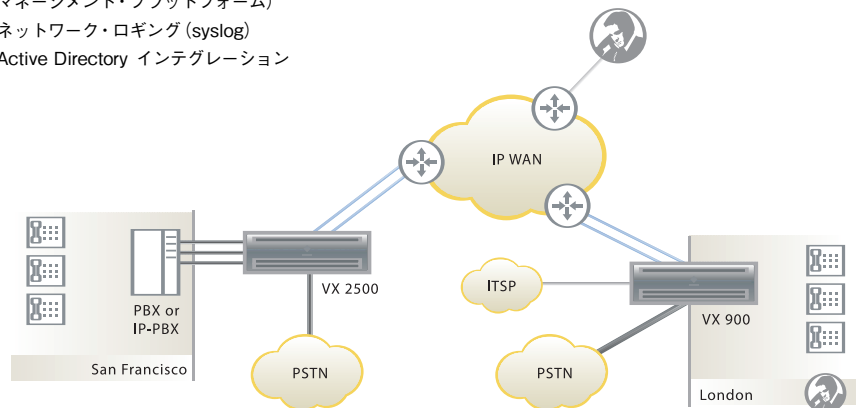 マネージメント・プラットフォーム)
ネットワーク・ロギング (syslog)
Active Directory インテグレーション
IP WAN
VX 2500
ITSP
PBX or
IP-PBX
VX 900
San Francisco
PSTN
PSTN
London